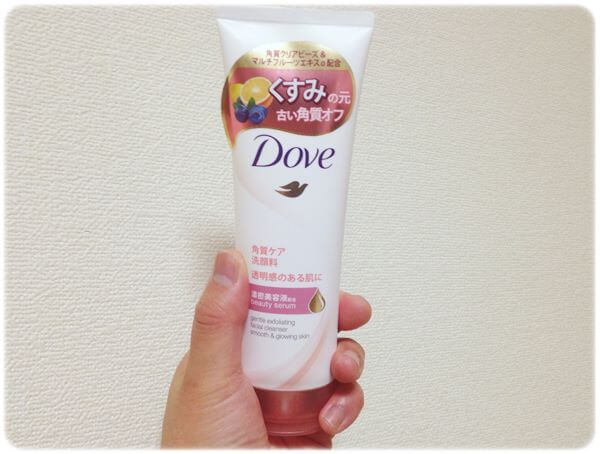 角質クリアビーズ&
マルチフルーツエキス配合
くすみの元
古い角質オフ
Dove
角質ケア
洗顔料
透明感のある肌に
濃密美容液配合
beauty serum
gentle exfoliating
facial cleanser
smooth & glowing skin